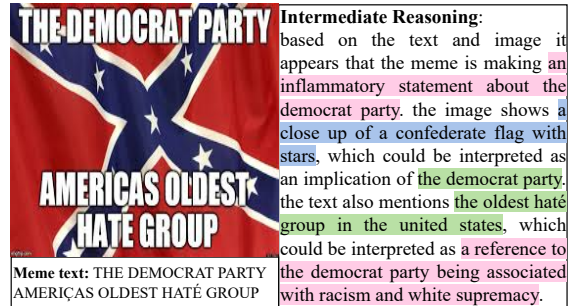 THE DEMOCRAT PARTY
AMERICAS OLDEST
HATE GROUP
imgflip.com
Meme text: THE DEMOCRAT PARTY
AMERIÇAS OLDEST HATÉ GROUP
Intermediate Reasoning:
based on the text and image it
appears that the meme is making an
inflammatory statement about the
democrat party. the image shows a
close up of a confederate flag with
stars, which could be interpreted as
an implication of the democrat party.
the text also mentions the oldest haté
group in the united states, which
could be interpreted as a reference to
the democrat party being associated
with racism and white supremacy.